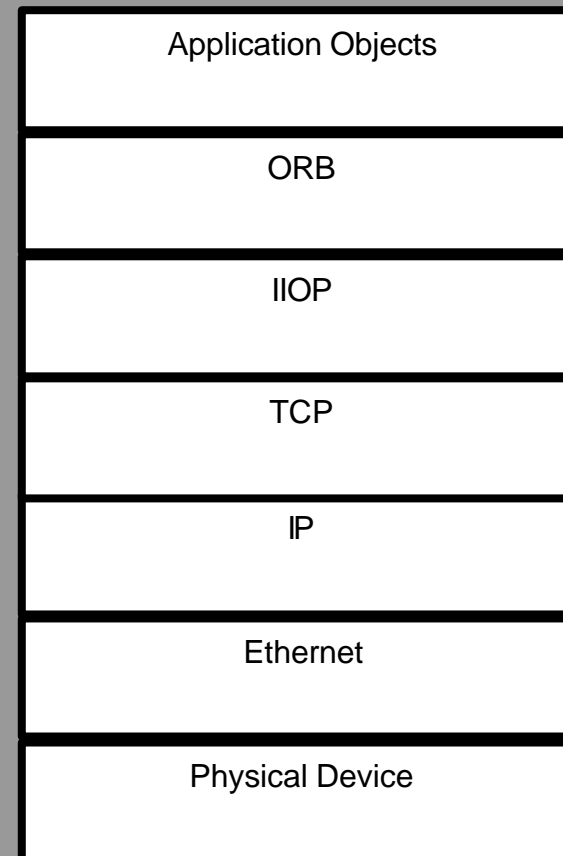 Application Objects
ORB
IIOP
TCP
IP
Ethernet
Physical Device